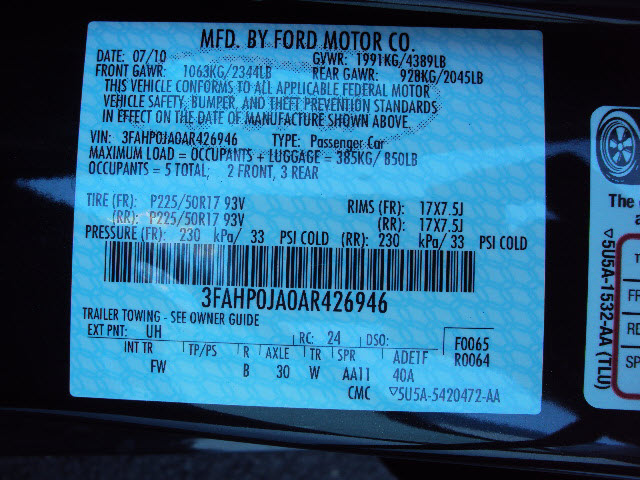 MFD. BY FORD MOTOR CO.
DATE: 07/10 GVWR: 1991KG/4389LB
FRONT GAWR: 1063KG/2344LB REAR GAWR: 928KG/2045LB
THIS VEHICLE CONFORMS TO ALL APPLICABLE FEDERAL MOTOR
VEHICLE SAFETY, BUMPER, AND THEFT PREVENTION STANDARDS
IN EFFECT ON THE DATE OF MANUFACTURE SHOWN ABOVE.
VIN: 3FAHP0JA0AR426946 TYPE: Passenger Car
MAXIMUM LOAD = OCCUPANTS + LUGGAGE = 385KG/ 850LB
OCCUPANTS = 5 TOTAL; 2 FRONT, 3 REAR
TIRE (FR): P225/50R17 93V RIMS (FR): 17X7.5J
(RR): P225/50R17 93V (RR): 17X7.5J
PRESSURE (FR): 230 kPa/ 33 PSI COLD (RR): 230 kPa/ 33 PSI COLD
3FAHP0JA0AR426946
TRAILER TOWING - SEE OWNER GUIDE
EXT PNT: UH RC: 24 DSO: F0065
INT TR TP/PS R AXLE TR SPR ADETF R0064
FW B 30 W AA11 40A
CMC ▽5U5A-5420472-AA
The
▽5U5A-1532-AA (TLU)
FR
SP